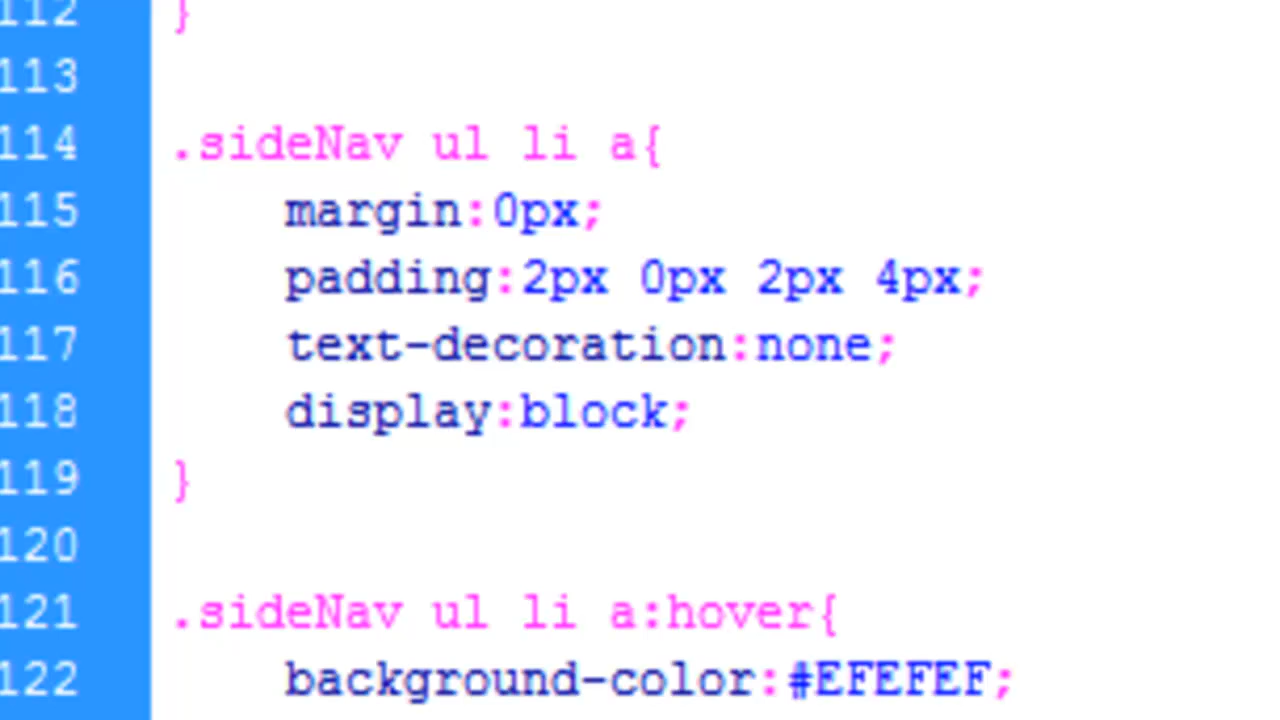 112 }
113
114 .sideNav ul li a{
115 margin:0px;
116 padding:2px 0px 2px 4px;
117 text-decoration:none;
118 display:block;
119 }
120
121 .sideNav ul li a:hover{
122 background-color:#EFEFEF;